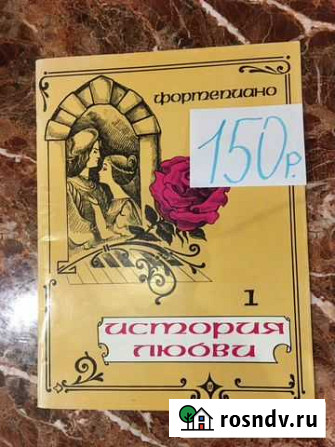 фортепиано
150р.
1
история
любви
rosndv.ru